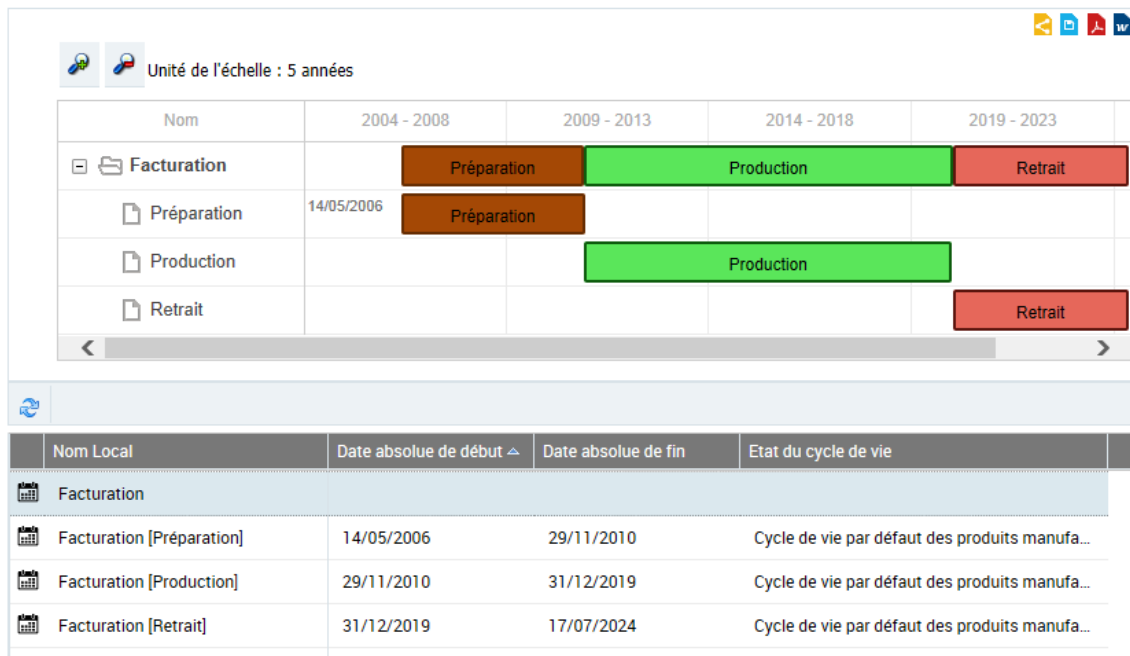 w
Unité de l'échelle : 5 années
Nom 2004 - 2008 2009 - 2013 2014 - 2018 2019 - 2023
Facturation Préparation Production Retrait
Préparation 14/05/2006 Préparation
Production Production
Retrait Retrait
Nom Local Date absolue de début Date absolue de fin Etat du cycle de vie
Facturation
Facturation [Préparation] 14/05/2006 29/11/2010 Cycle de vie par défaut des produits manufa...
Facturation [Production] 29/11/2010 31/12/2019 Cycle de vie par défaut des produits manufa...
Facturation [Retrait] 31/12/2019 17/07/2024 Cycle de vie par défaut des produits manufa...